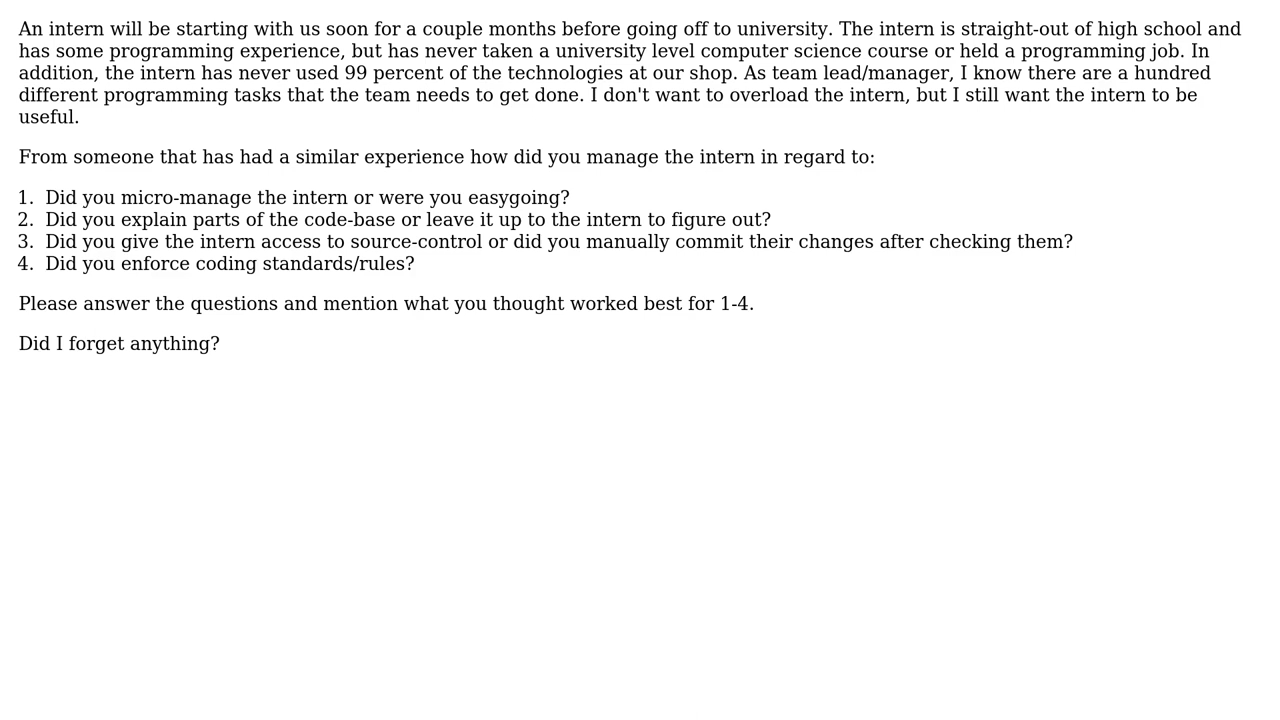 An intern will be starting with us soon for a couple months before going off to university. The intern is straight-out of high school and
has some programming experience, but has never taken a university level computer science course or held a programming job. In
addition, the intern has never used 99 percent of the technologies at our shop. As team lead/manager, I know there are a hundred
different programming tasks that the team needs to get done. I don't want to overload the intern, but I still want the intern to be
useful.
From someone that has had a similar experience how did you manage the intern in regard to:
1. Did you micro-manage the intern or were you easygoing?
2. Did you explain parts of the code-base or leave it up to the intern to figure out?
3. Did you give the intern access to source-control or did you manually commit their changes after checking them?
4. Did you enforce coding standards/rules?
Please answer the questions and mention what you thought worked best for 1-4.
Did I forget anything?